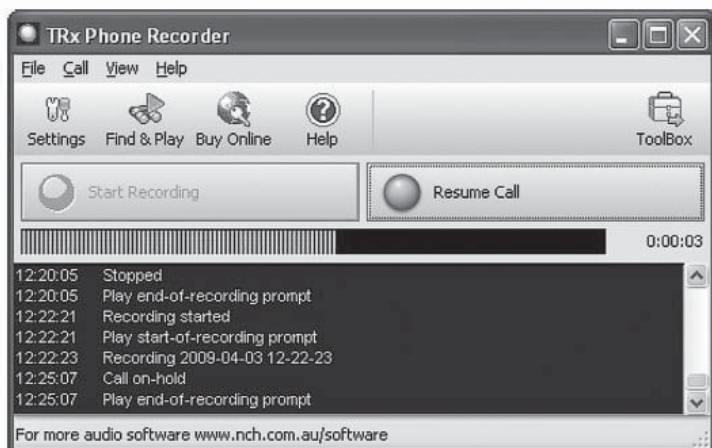 TRx Phone Recorder
File Call View Help
Settings Find & Play Buy Online Help ToolBox
Start Recording Resume Call
0:00:03
12:20:05 Stopped
12:20:05 Play end-of-recording prompt
12:22:21 Recording started
12:22:21 Play start-of-recording prompt
12:22:23 Recording 2009-04-03 12-22-23
12:25:07 Call on-hold
12:25:07 Play end-of-recording prompt
For more audio software www.nch.com.au/software